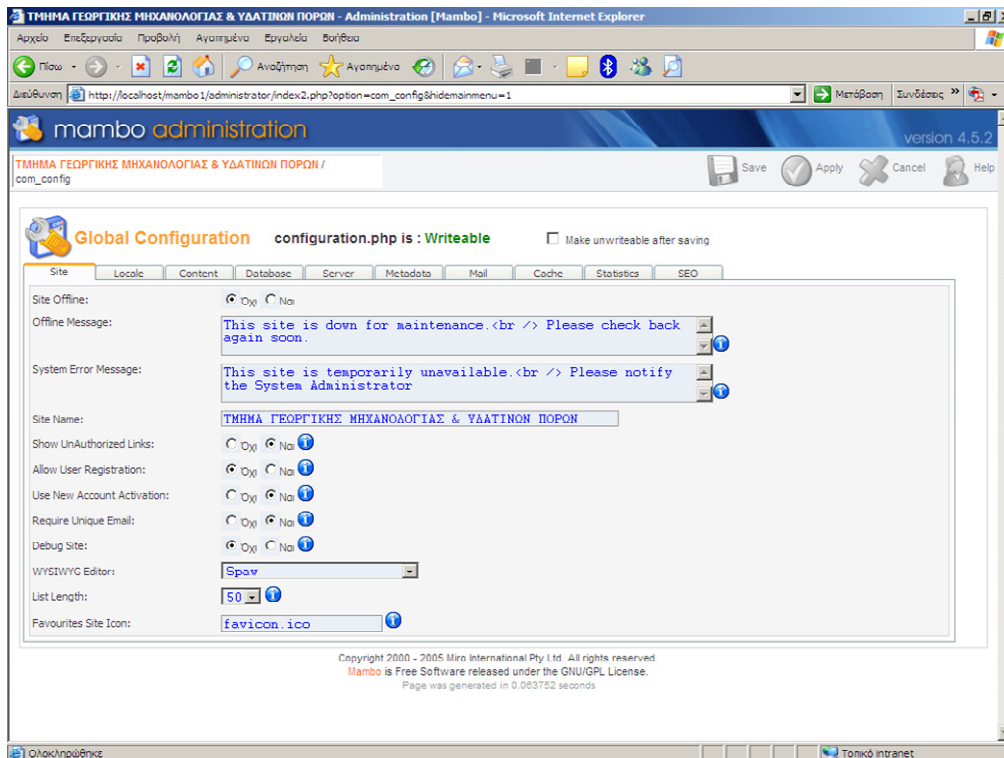 ΤΜΗΜΑ ΓΕΩΡΓΙΚΗΣ ΜΗΧΑΝΟΛΟΓΙΑΣ & ΥΔΑΤΙΝΩΝ ΠΟΡΩΝ - Administration [Mambo] - Microsoft Internet Explorer
Αρχείο Επεξεργασία Προβολή Αγαπημένα Εργαλεία Βοήθεια
Πίσω Αναζήτηση Αγαπημένα
Διεύθυνση http://localhost/mambo1/administrator/index2.php?option=com_config&hidemainmenu=1 Μετάβαση Συνδέσεις »
mambo administration
version 4.5.2
ΤΜΗΜΑ ΓΕΩΡΓΙΚΗΣ ΜΗΧΑΝΟΛΟΓΙΑΣ & ΥΔΑΤΙΝΩΝ ΠΟΡΩΝ /
com_config
Save Apply Cancel Help
Global Configuration configuration.php is : Writeable Make unwriteable after saving
Site Locale Content Database Server Metadata Mail Cache Statistics SEO
Site Offline: Όχι Ναι
Offline Message: This site is down for maintenance.<br /> Please check back
again soon.
System Error Message: This site is temporarily unavailable.<br /> Please notify
the System Administrator
Site Name: ΤΜΗΜΑ ΓΕΩΡΓΙΚΗΣ ΜΗΧΑΝΟΛΟΓΙΑΣ & ΥΔΑΤΙΝΩΝ ΠΟΡΩΝ
Show UnAuthorized Links: Όχι Ναι
Allow User Registration: Όχι Ναι
Use New Account Activation: Όχι Ναι
Require Unique Email: Όχι Ναι
Debug Site: Όχι Ναι
WYSIWYG Editor: Spaw
List Length: 50
Favourites Site Icon: favicon.ico
Copyright 2000 - 2005 Miro International Pty Ltd. All rights reserved.
Mambo is Free Software released under the GNU/GPL License.
Page was generated in 0.063752 seconds
Ολοκληρώθηκε Τοπικό intranet